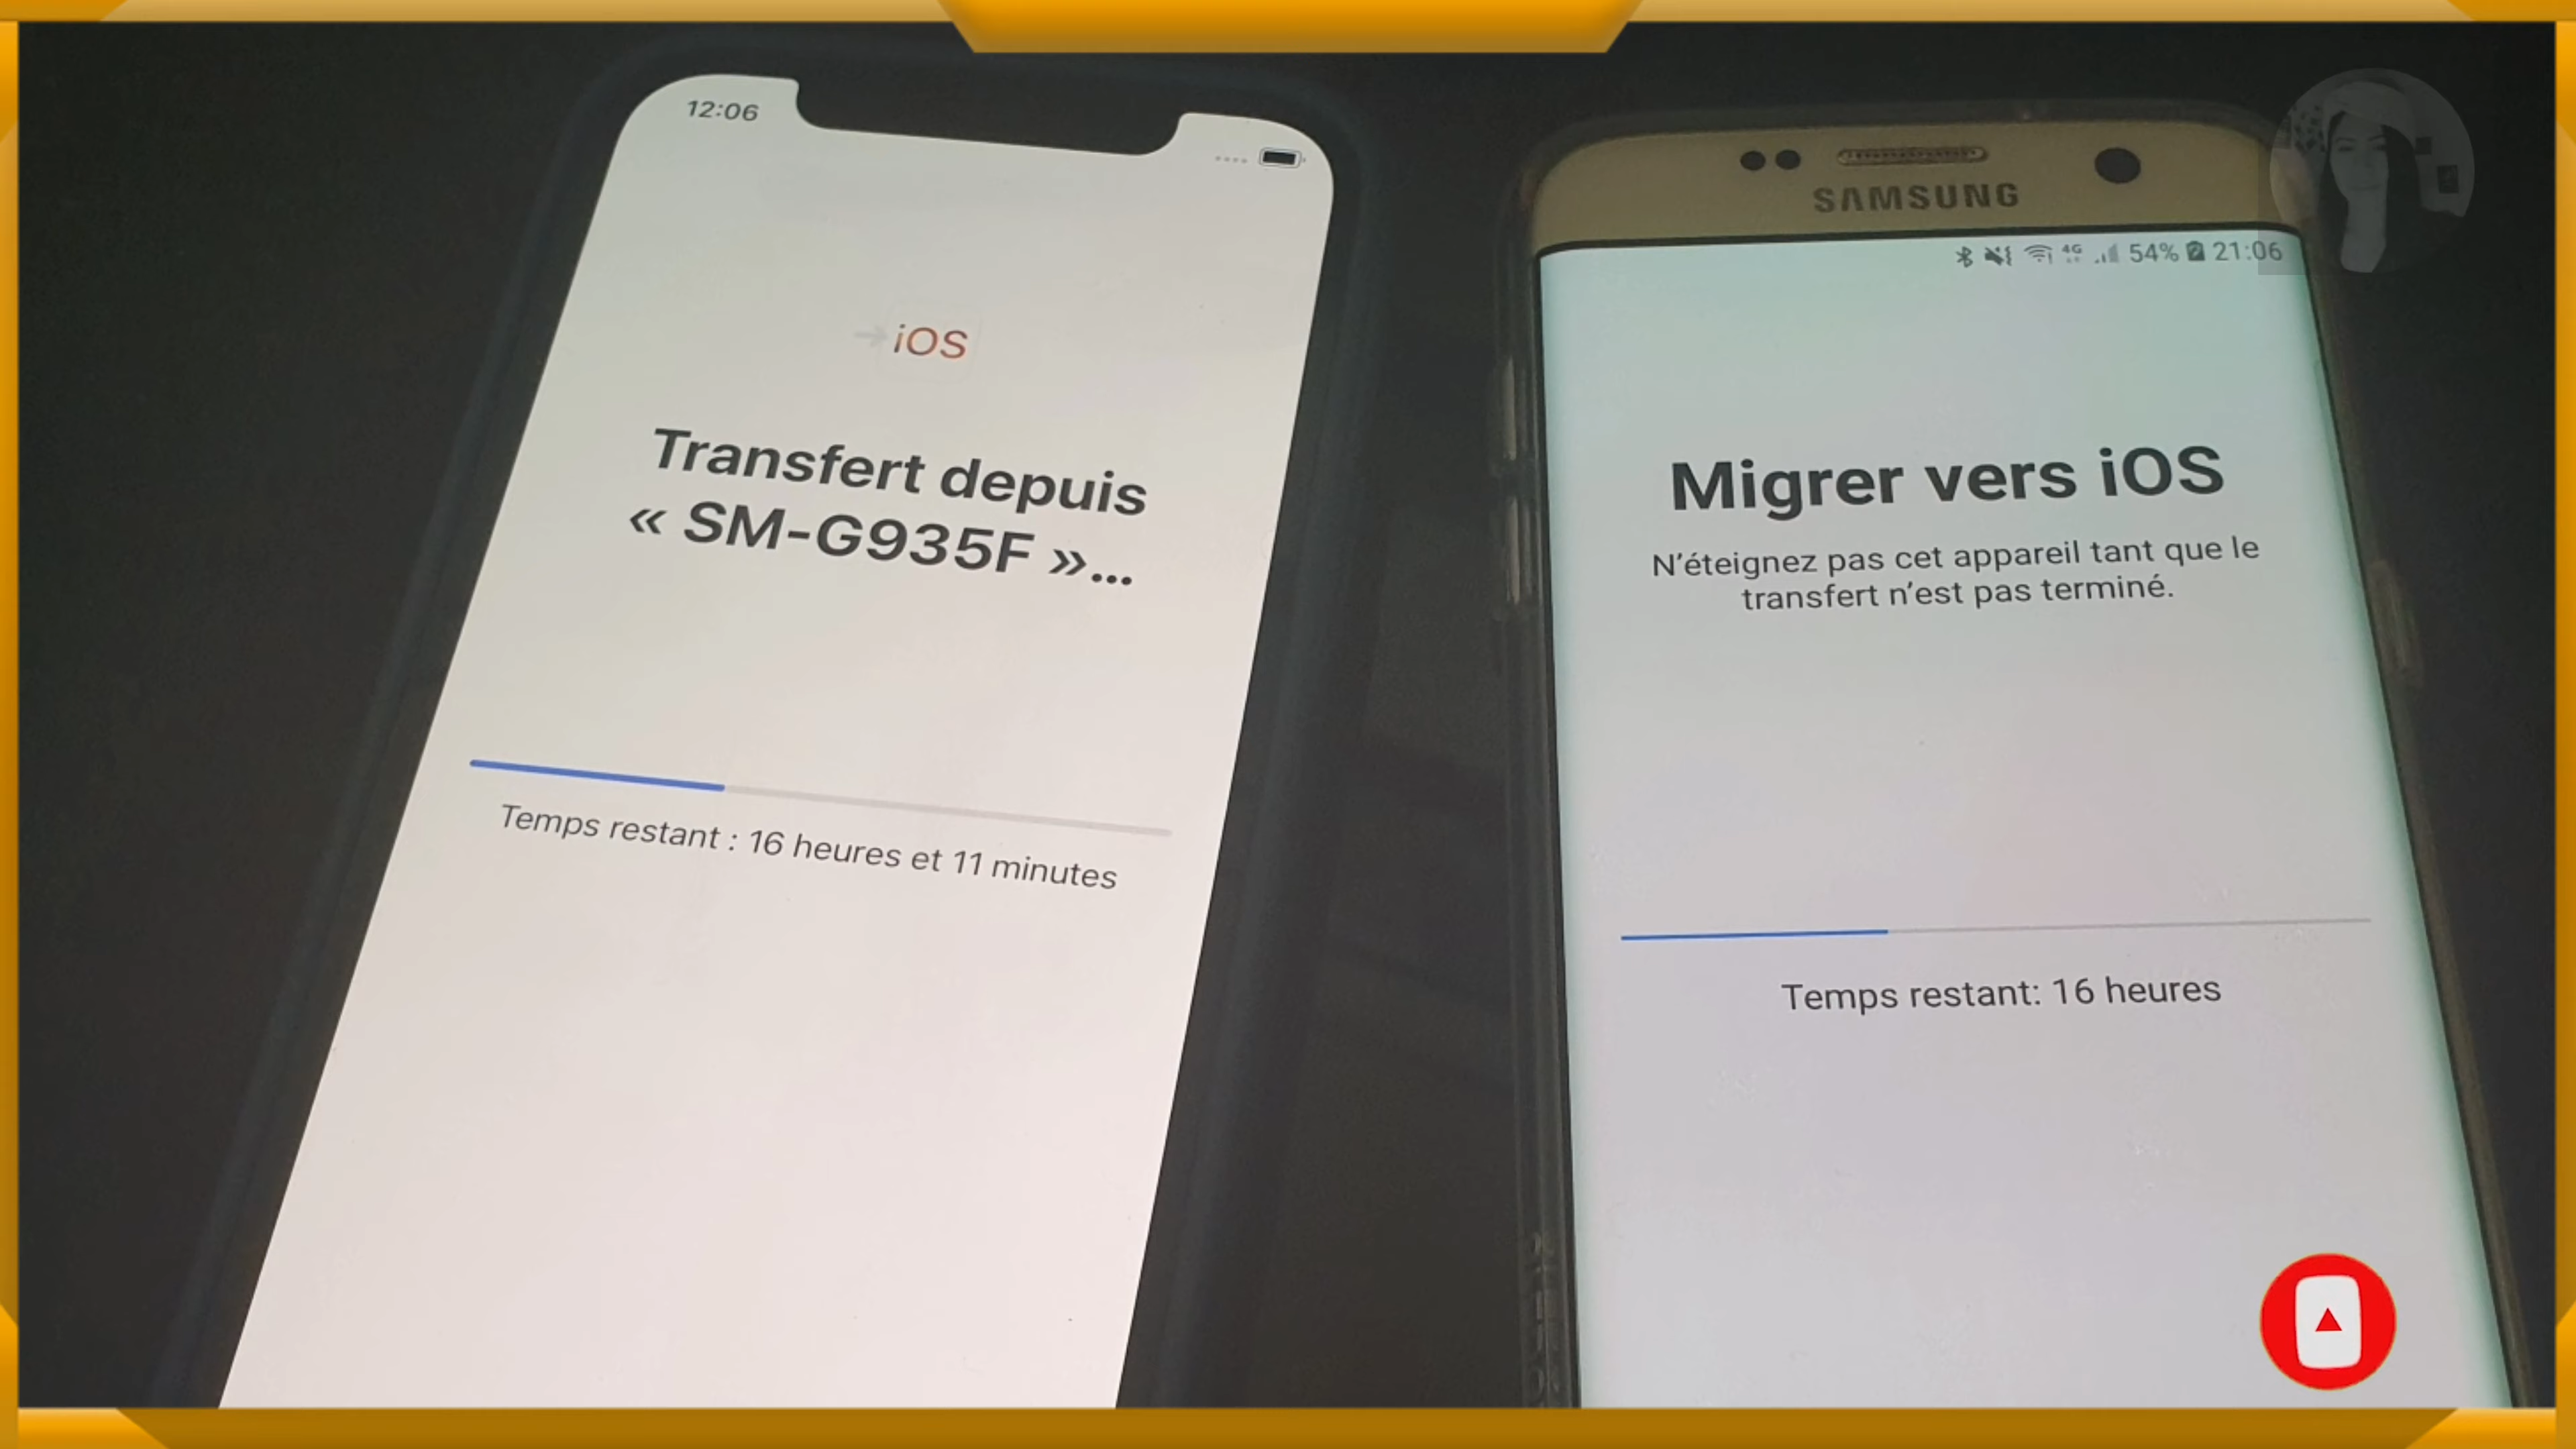 12:06
iOS
Transfert depuis
« SM-G935F »...
Temps restant : 16 heures et 11 minutes
SAMSUNG
4G 54% 21:06
Migrer vers iOS
N'éteignez pas cet appareil tant que le
transfert n'est pas terminé.
Temps restant: 16 heures